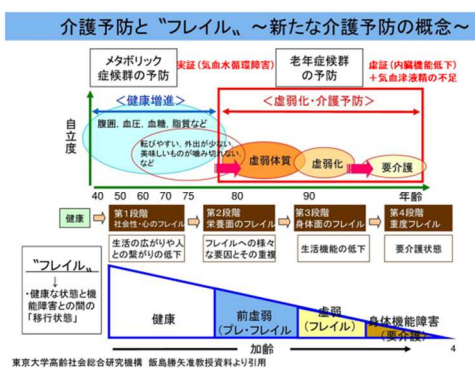 介護予防と〝フレイル〟～新たな介護予防の概念～
メタボリック
症候群の予防
実証(気血水循環障害)
老年症候群
の予防
虚証(内臓機能低下)
＋気血津液精の不足
＜健康増進＞
＜虚弱化・介護予防＞
自立度
腹囲，血圧，血糖，脂質など
転びやすい，外出が少ない，
美味しいものが噛み切れない，
など
虚弱体質
虚弱化
要介護
40 50 60 70 75 80 90 年齢
健康
第1段階
社会性・心のフレイル
第2段階
栄養面のフレイル
第3段階
身体面のフレイル
第4段階
重度フレイル
生活の広がりや人
との繋がりの低下
フレイルへの様々
な要因とその重複
生活機能の低下
要介護状態
〝フレイル〟
↓
・健康な状態と機
能障害との間の
「移行状態」
健康
前虚弱
(プレ・フレイル
虚弱
(フレイル)
身体機能障害
(要介護)
加齢
4
東京大学高齢社会総合研究機構 飯島勝矢准教授資料より引用